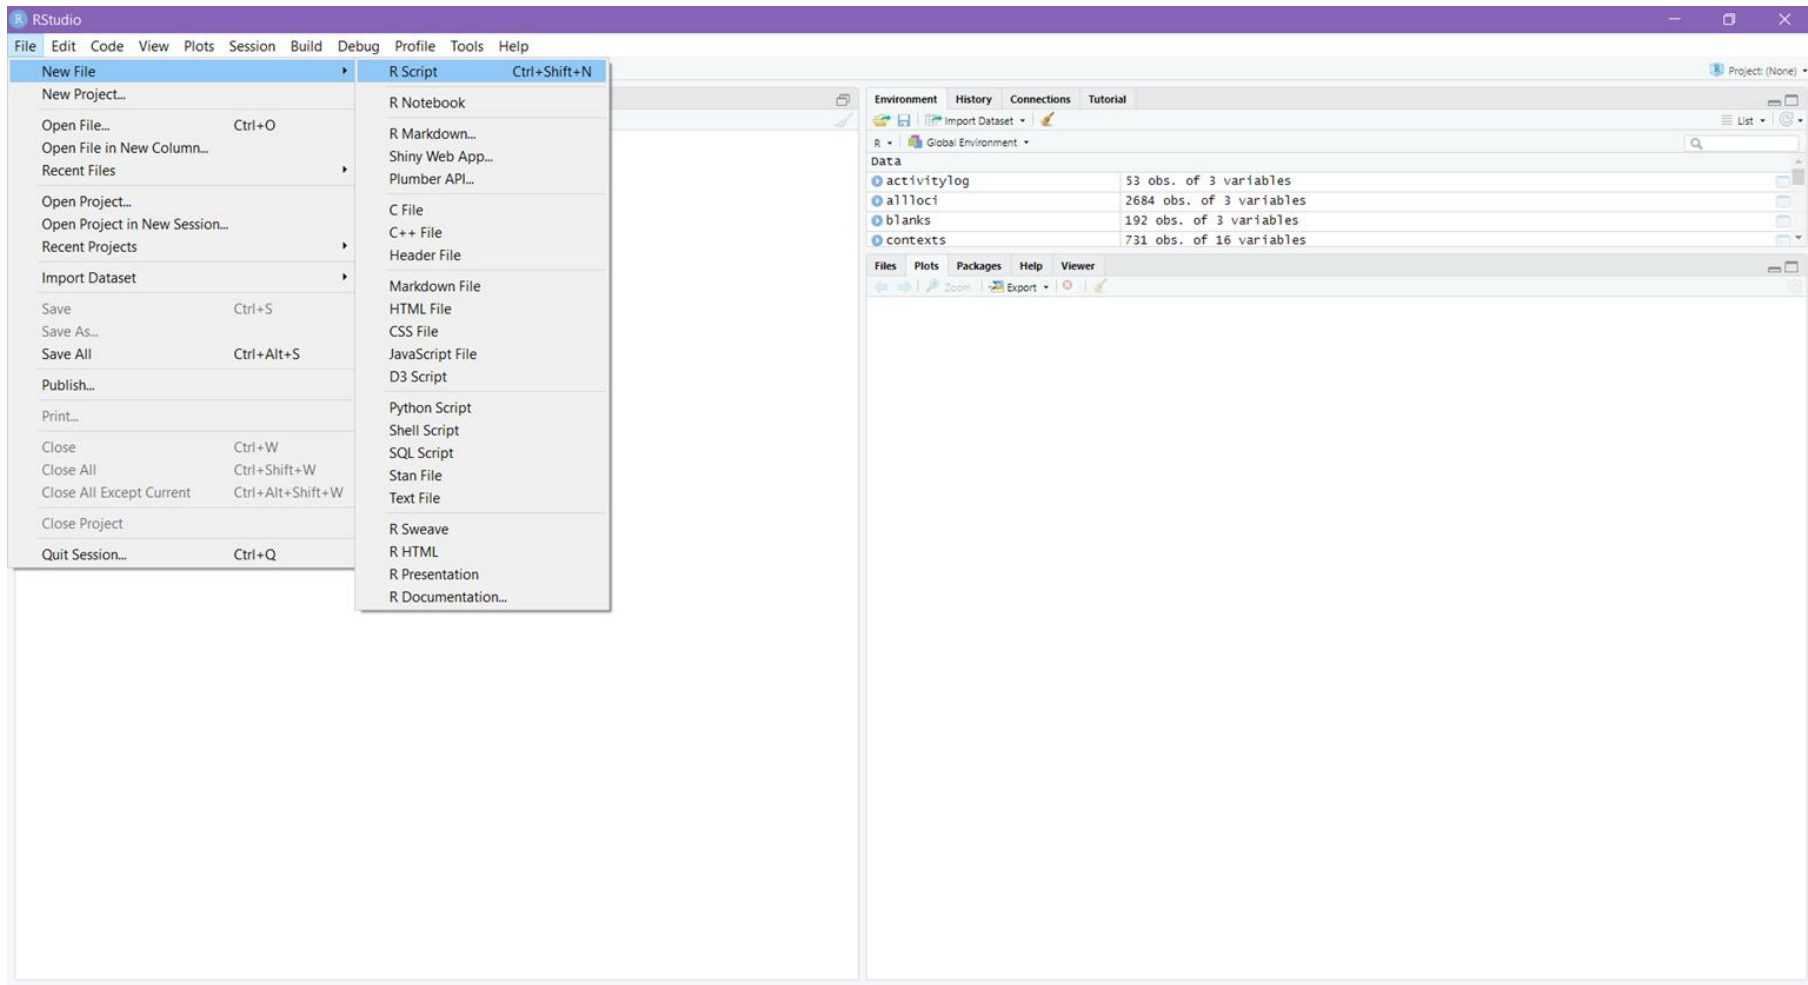 RStudio
File Edit Code View Plots Session Build Debug Profile Tools Help
New File
New Project...
Open File... Ctrl+O
Open File in New Column...
Recent Files
Open Project...
Open Project in New Session...
Recent Projects
Import Dataset
Save Ctrl+S
Save As...
Save All Ctrl+Alt+S
Publish...
Print...
Close Ctrl+W
Close All Ctrl+Shift+W
Close All Except Current Ctrl+Alt+Shift+W
Close Project
Quit Session... Ctrl+Q
R Script Ctrl+Shift+N
R Notebook
R Markdown...
Shiny Web App...
Plumber API...
C File
C++ File
Header File
Markdown File
HTML File
CSS File
JavaScript File
D3 Script
Python Script
Shell Script
SQL Script
Stan File
Text File
R Sweave
R HTML
R Presentation
R Documentation...
Project: (None)
Environment History Connections Tutorial
Import Dataset List
R Global Environment
Data
activitylog 53 obs. of 3 variables
allloci 2684 obs. of 3 variables
blanks 192 obs. of 3 variables
contexts 731 obs. of 16 variables
Files Plots Packages Help Viewer
Zoom Export